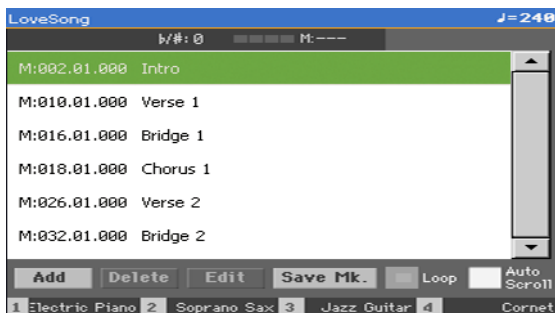 LoveSong ♩=240
b/#: 0 M:---
M:002.01.000 Intro
M:010.01.000 Verse 1
M:016.01.000 Bridge 1
M:018.01.000 Chorus 1
M:026.01.000 Verse 2
M:032.01.000 Bridge 2
Add Delete Edit Save Mk. Loop Auto Scroll
1 Electric Piano 2 Soprano Sax 3 Jazz Guitar 4 Cornet